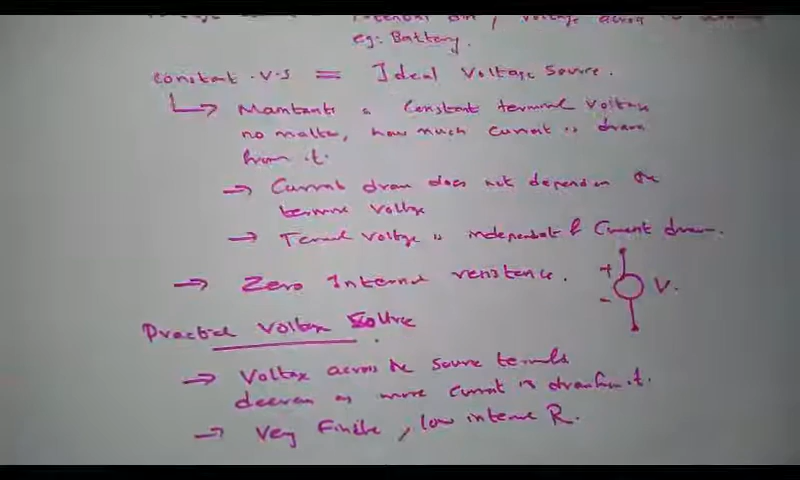 voltage across
eg: Battery.
Constant .V.S = Ideal Voltage Source.
→ Maintants a Constant terminal Voltage
no matter, how much current is drawn
from it.
→ Current drawn does not depend on the
terminal voltage
→ Terminal Voltage is independent of Current drawn.
→ Zero Internal resistance.
+
- V.
Practical Voltage Source
→ Voltage across the source terminals
decreases as more current is drawn from it.
→ Very Finite, low internal R.